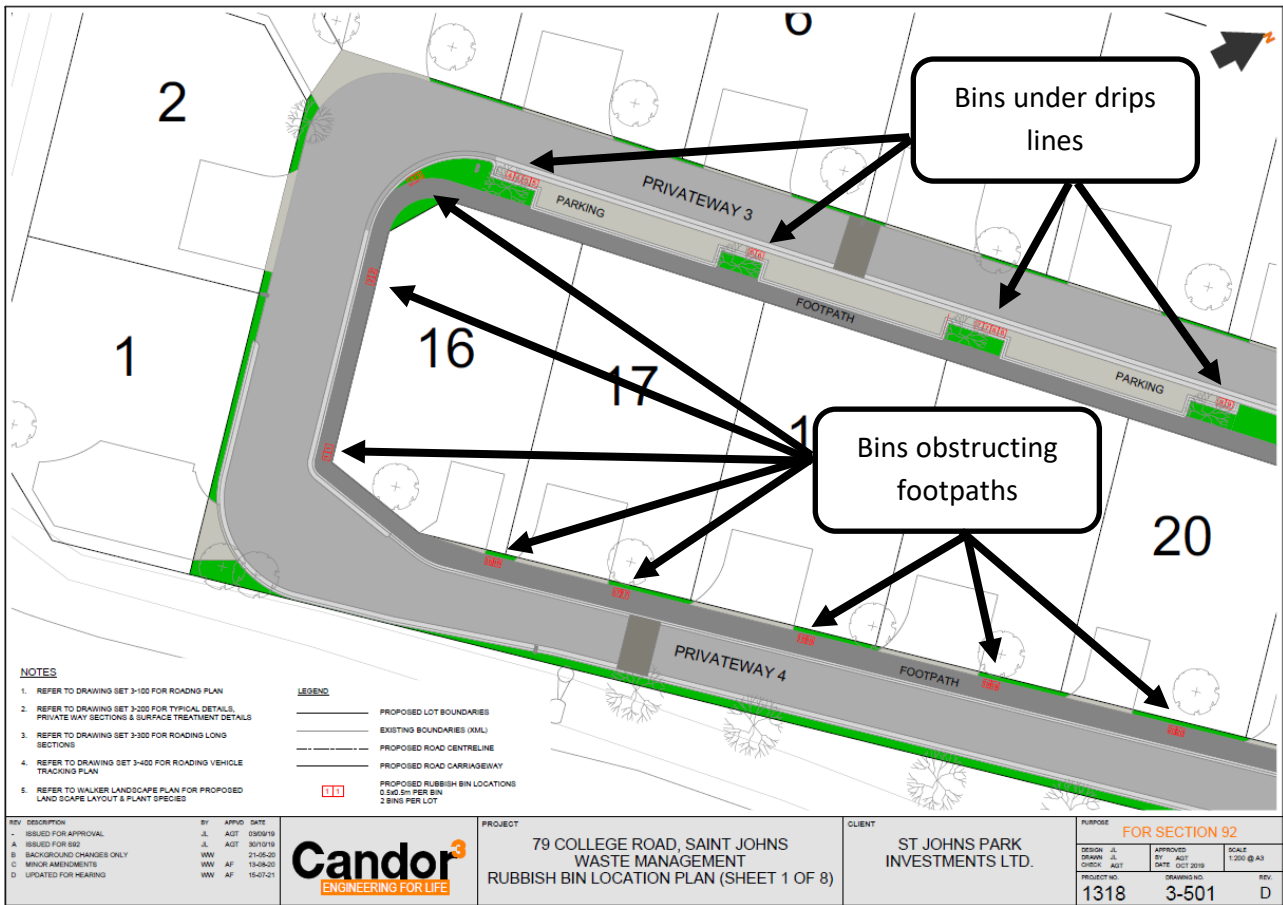 6
N
2
Bins under drips
lines
PRIVATEWAY 3
PARKING
1
16
17
FOOTPATH
PARKING
1
Bins obstructing
footpaths
20
PRIVATEWAY 4
FOOTPATH
NOTES
1. REFER TO DRAWING SET 3-100 FOR ROADNG PLAN
2. REFER TO DRAWING SET 3-200 FOR TYPICAL DETAILS,
PRIVATE WAY SECTIONS & SURFACE TREATMENT DETAILS
3. REFER TO DRAWING SET 3-300 FOR ROADING LONG
SECTIONS
4. REFER TO DRAWING SET 3-400 FOR ROADING VEHICLE
TRACKING PLAN
5. REFER TO WALKER LANDSCAPE PLAN FOR PROPOSED
LAND SCAPE LAYOUT & PLANT SPECIES
LEGEND
PROPOSED LOT BOUNDARIES
EXISTING BOUNDARIES (XML)
PROPOSED ROAD CENTRELINE
PROPOSED ROAD CARRIAGEWAY
1 1 PROPOSED RUBBISH BIN LOCATIONS
0.5x0.5m PER BIN
2 BINS PER LOT
REV DESCRIPTION BY APPVD DATE
- ISSUED FOR APPROVAL JL AGT 03/09/19
A ISSUED FOR S92 JL AGT 30/10/19
B BACKGROUND CHANGES ONLY WW 21-05-20
C MINOR AMENDMENTS WW AF 13-08-20
D UPDATED FOR HEARING WW AF 15-07-21
Candor3
ENGINEERING FOR LIFE
PROJECT
79 COLLEGE ROAD, SAINT JOHNS
WASTE MANAGEMENT
RUBBISH BIN LOCATION PLAN (SHEET 1 OF 8)
CLIENT
ST JOHNS PARK
INVESTMENTS LTD.
PURPOSE
FOR SECTION 92
DESIGN JL
DRAWN JL
CHECK AGT
APPROVED
BY AGT
DATE OCT 2019
SCALE
1:200 @ A3
PROJECT NO.
1318
DRAWING NO.
3-501
REV.
D